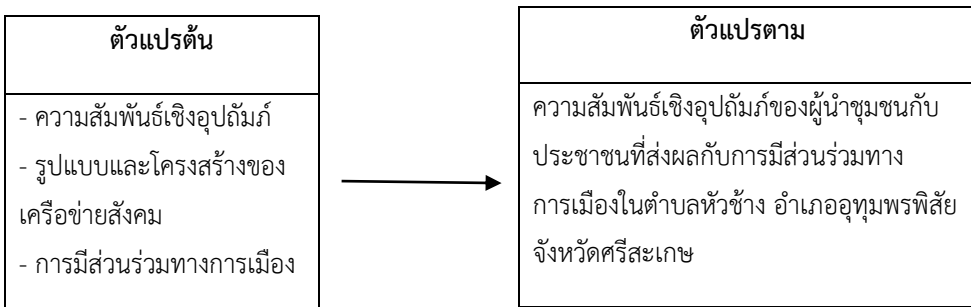 ตัวแปรต้น
- ความสัมพันธ์เชิงอุปถัมภ์
- รูปแบบและโครงสร้างของ
เครือข่ายสังคม
- การมีส่วนร่วมทางการเมือง
ตัวแปรตาม
ความสัมพันธ์เชิงอุปถัมภ์ของผู้นำชุมชนกับ
ประชาชนที่ส่งผลกับการมีส่วนร่วมทาง
การเมืองในตำบลหัวช้าง อำเภออุทุมพรพิสัย
จังหวัดศรีสะเกษ